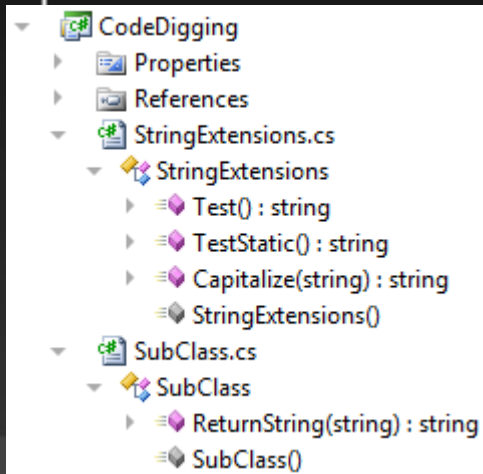 CodeDigging
Properties
References
StringExtensions.cs
StringExtensions
Test() : string
TestStatic() : string
Capitalize(string) : string
StringExtensions()
SubClass.cs
SubClass
ReturnString(string) : string
SubClass()